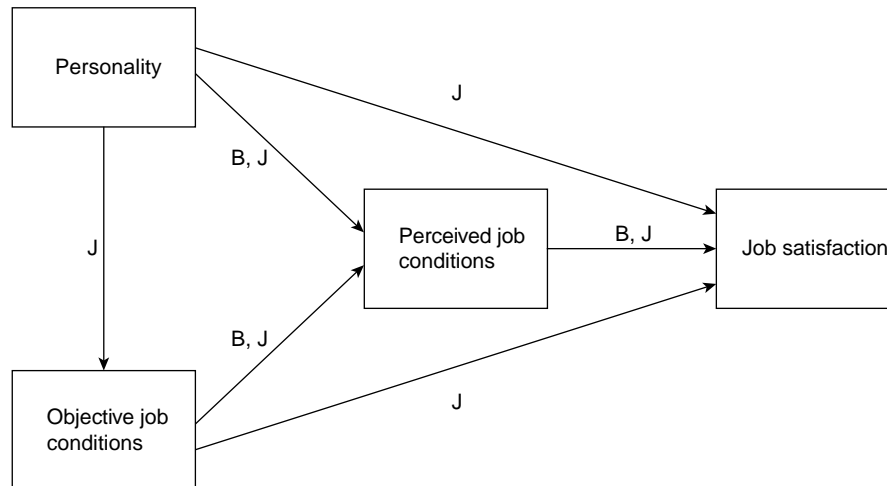 Personality
J
B, J
J
Perceived job
conditions
B, J
Job satisfaction
B, J
J
Objective job
conditions